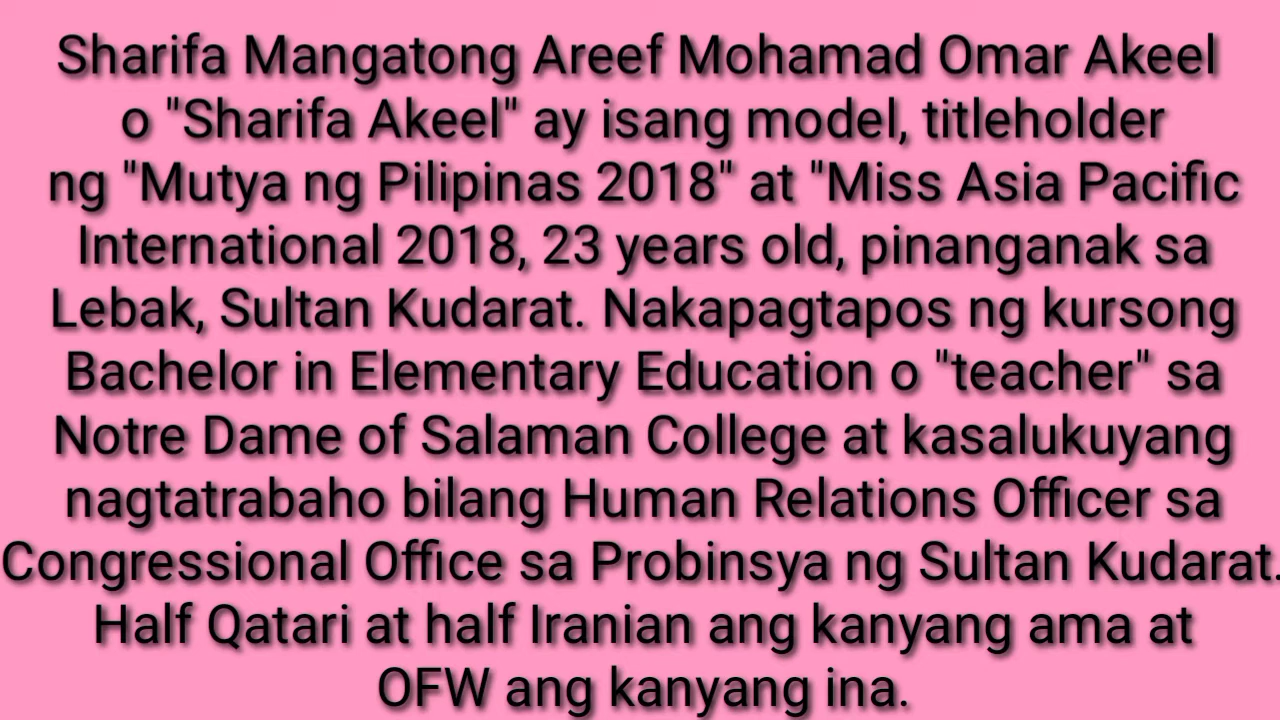 Sharifa Mangatong Areef Mohamad Omar Akeel
o "Sharifa Akeel" ay isang model, titleholder
ng "Mutya ng Pilipinas 2018" at "Miss Asia Pacific
International 2018, 23 years old, pinanganak sa
Lebak, Sultan Kudarat. Nakapagtapos ng kursong
Bachelor in Elementary Education o "teacher" sa
Notre Dame of Salaman College at kasalukuyang
nagtatrabaho bilang Human Relations Officer sa
Congressional Office sa Probinsya ng Sultan Kudarat.
Half Qatari at half Iranian ang kanyang ama at
OFW ang kanyang ina.